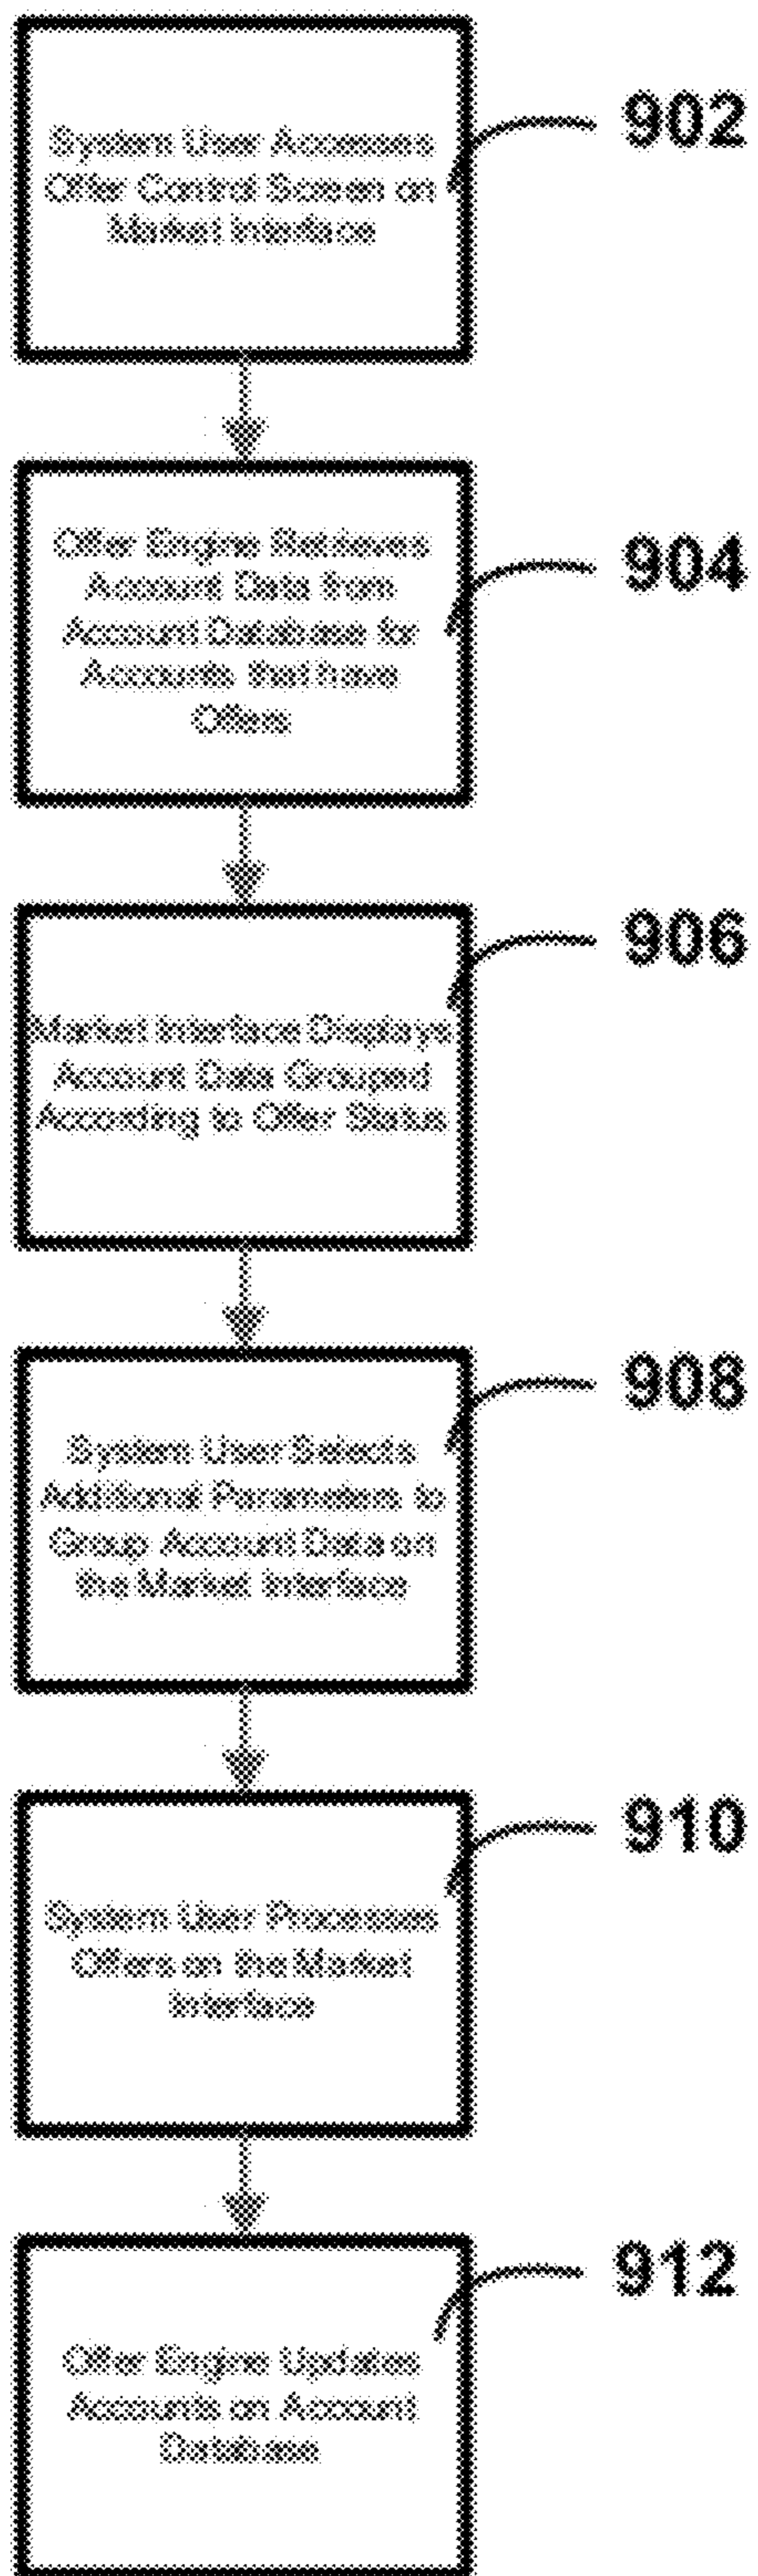 902
System User Accesses
Offer Control Screen on
Market Interface
904
Offer Engine Retrieves
Account Data from
Account Database for
Accounts that have
Offers
906
Market Interface Displays
Account Data Grouped
According to Offer Status
908
System User Selects
Additional Parameters to
Group Account Data on
the Market Interface
910
System User Processes
Offers on the Market
Interface
912
Offer Engine Updates
Accounts on Account
Database